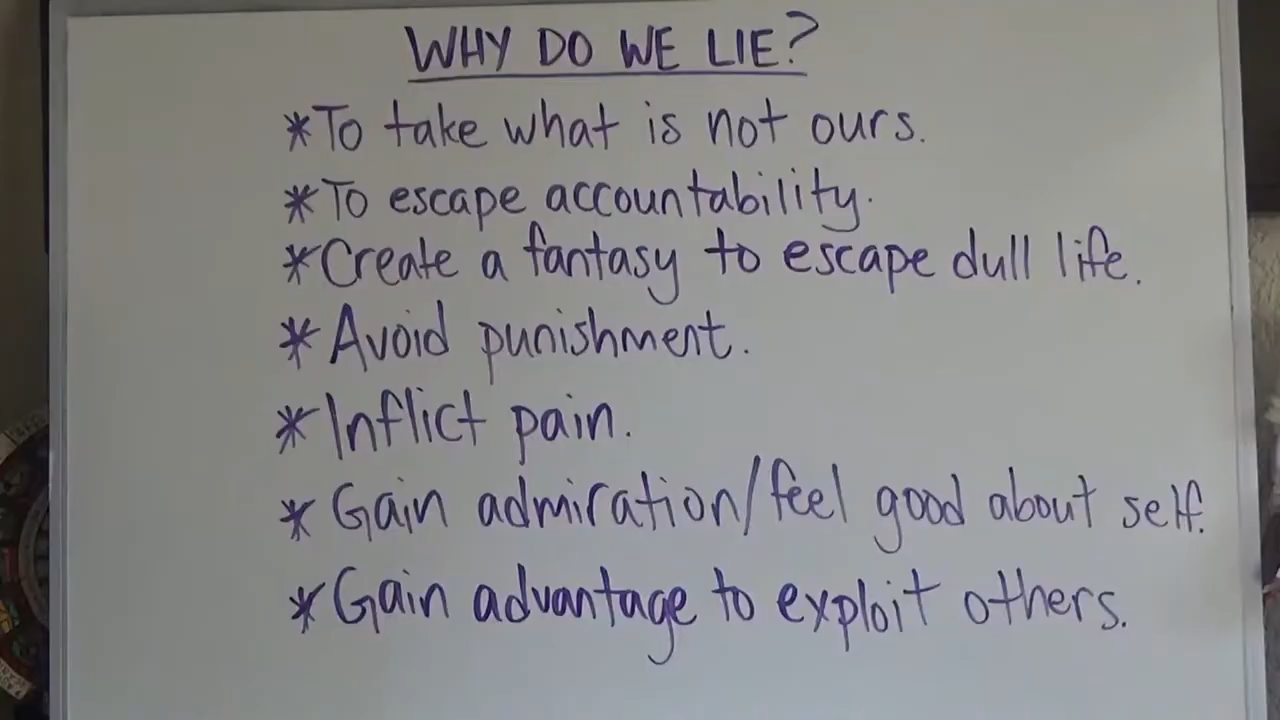 WHY DO WE LIE?
*To take what is not ours.
*To escape accountability.
*Create a fantasy to escape dull life.
*Avoid punishment.
*Inflict pain.
*Gain admiration/feel good about self.
*Gain advantage to exploit others.